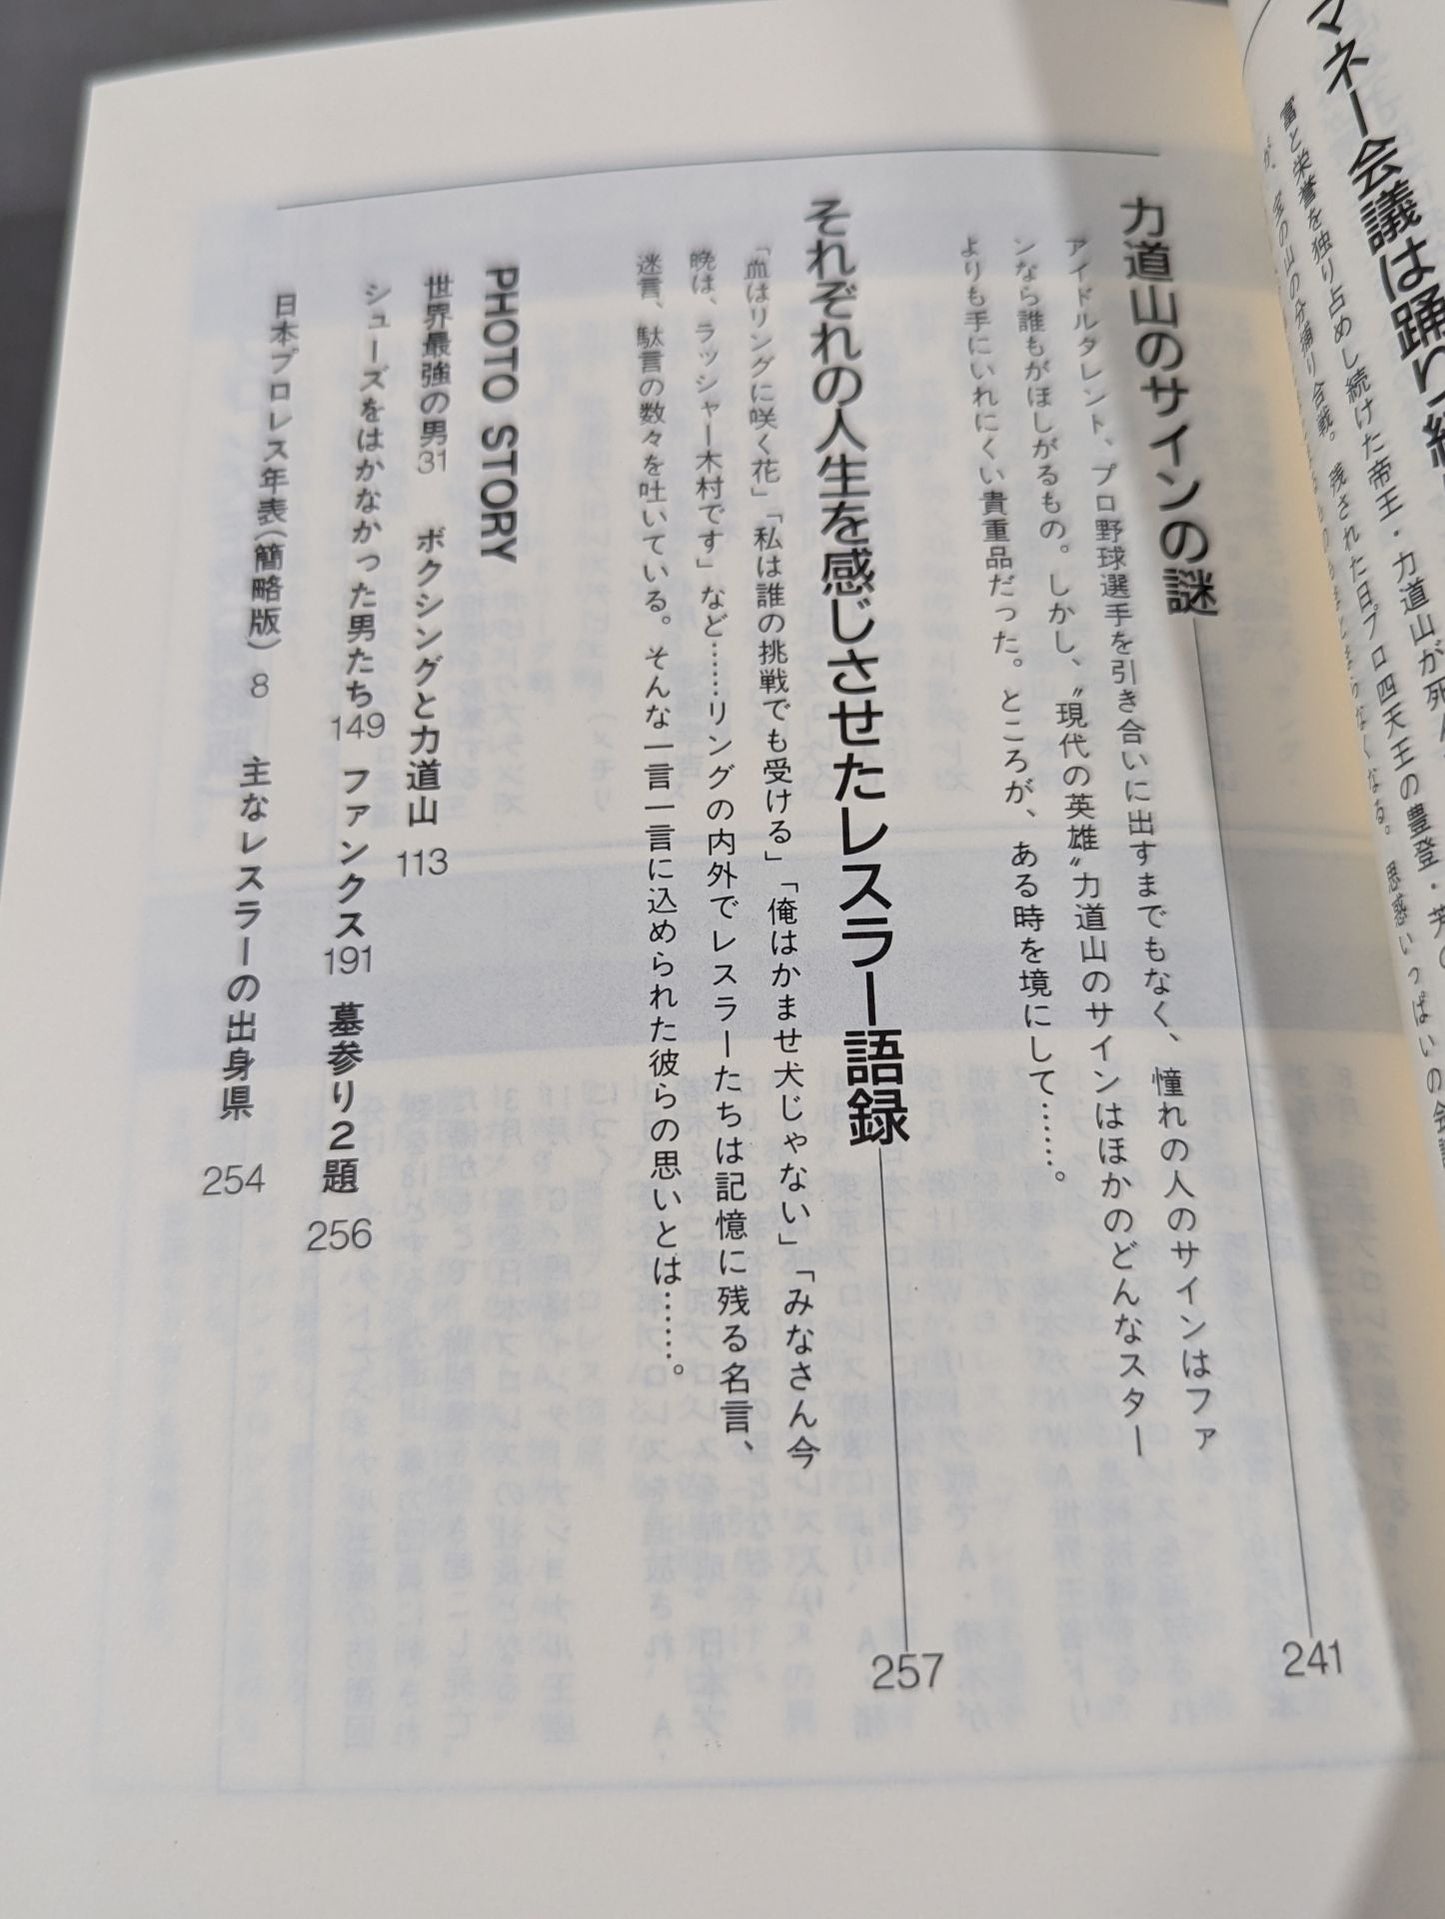 マネー会議は踊り
富と栄誉を独り占めし続けた帝王・力道山が死ん
の山の分捕り合戦。残された日プロ四天王の豊登・芳の
思惑いっぱいの会
力道山のサインの謎 241
アイドルタレント、プロ野球選手を引き合いに出すまでもなく、憧れの人のサインはファ
ンなら誰もがほしがるもの。しかし、〝現代の英雄〟力道山のサインはほかのどんなスター
よりも手にいれにくい貴重品だった。ところが、ある時を境にして……。
それぞれの人生を感じさせたレスラー語録 257
「血はリングに咲く花」「私は誰の挑戦でも受ける」「俺はかませ犬じゃない」「みなさん今
晩は、ラッシャー木村です」など……リングの内外でレスラーたちは記憶に残る名言、
迷言、駄言の数々を吐いている。そんな一言一言に込められた彼らの思いとは……。
PHOTO STORY
世界最強の男31 ボクシングと力道山 113
シューズをはかなかった男たち149 ファンクス191 墓参り2題 256
日本プロレス年表(簡略版) 8 主なレスラーの出身県 254